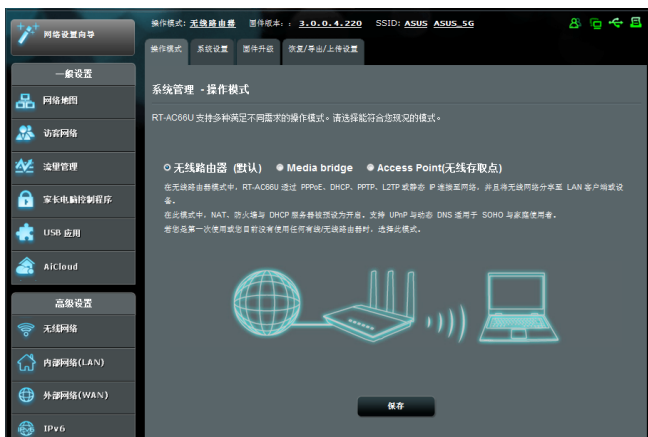 操作模式: 无线路由器 固件版本: : 3.0.0.4.220 SSID: ASUS ASUS_5G
网络设置向导
操作模式 系统设置 固件升级 恢复/导出/上传设置
一般设置
网络地图
访客网络
流量管理
家长电脑控制程序
USB 应用
AiCloud
高级设置
无线网络
内部网络(LAN)
外部网络(WAN)
IPv6
系统管理 - 操作模式
RT-AC66U 支持多种满足不同需求的操作模式。请选择能符合您现况的模式。
无线路由器 (默认) Media bridge Access Point(无线存取点)
在无线路由器模式中，RT-AC66U 通过 PPPoE、DHCP、PPTP、L2TP 或静态 IP 连接至网络，并且将无线网络分享至 LAN 客户端或设
备。
在此模式中，NAT、防火墙与 DHCP 服务器被预设为开启。支持 UPnP 与动态 DNS 适用于 SOHO 与家庭使用者。
若您是第一次使用或您目前没有使用任何有线/无线路由器时，选择此模式。
保存